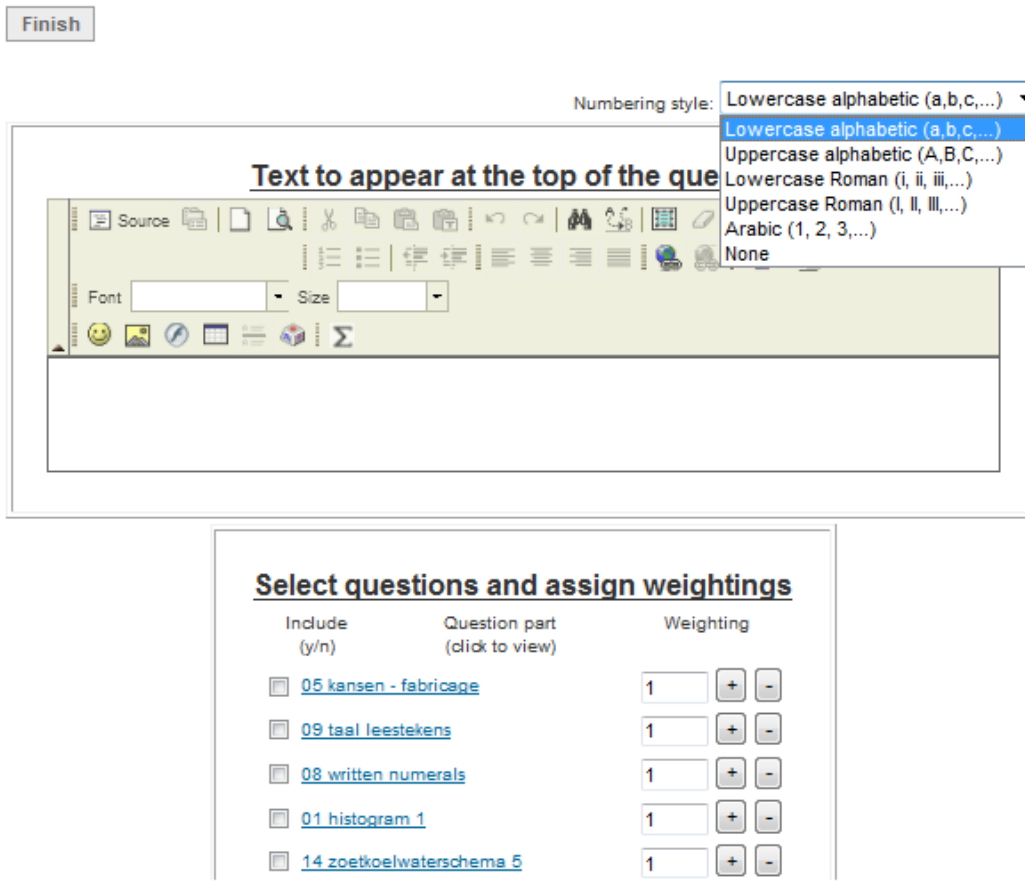 Finish
Numbering style: Lowercase alphabetic (a,b,c,...)
Lowercase alphabetic (a,b,c,...)
Uppercase alphabetic (A,B,C,...)
Lowercase Roman (i, ii, iii,...)
Uppercase Roman (I, II, III,...)
Arabic (1, 2, 3,...)
None
Text to appear at the top of the que
Source
Font
Size
Select questions and assign weightings
Include Question part Weighting
(y/n) (click to view)
05 kansen - fabricage 1 + -
09 taal leestekens 1 + -
08 written numerals 1 + -
01 histogram 1 1 + -
14 zoetkoelwaterschema 5 1 + -